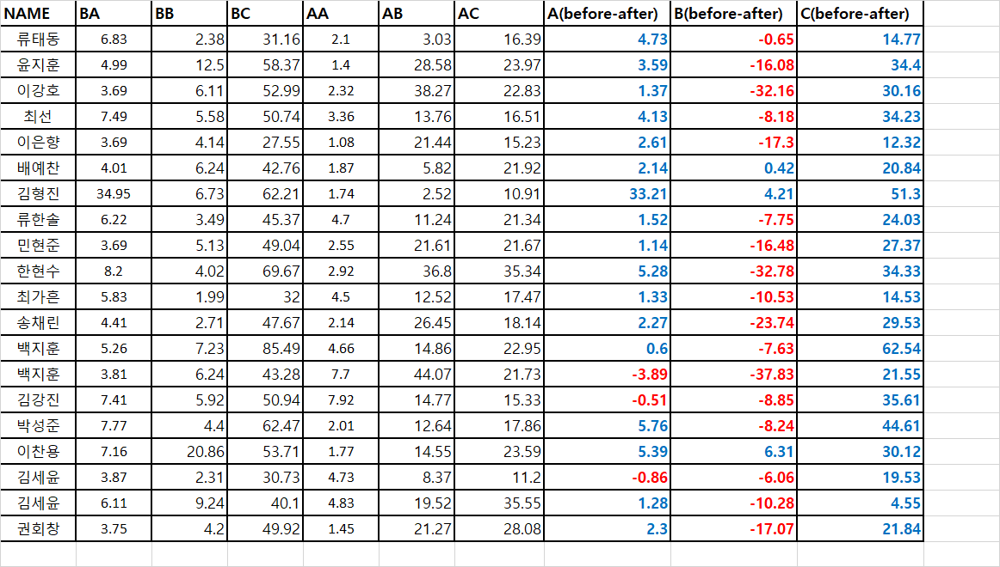 NAME BA BB BC AA AB AC A(before-after) B(before-after) C(before-after)
류태동 6.83 2.38 31.16 2.1 3.03 16.39 4.73 -0.65 14.77
윤지훈 4.99 12.5 58.37 1.4 28.58 23.97 3.59 -16.08 34.4
이강호 3.69 6.11 52.99 2.32 38.27 22.83 1.37 -32.16 30.16
최선 7.49 5.58 50.74 3.36 13.76 16.51 4.13 -8.18 34.23
이은향 3.69 4.14 27.55 1.08 21.44 15.23 2.61 -17.3 12.32
배예찬 4.01 6.24 42.76 1.87 5.82 21.92 2.14 0.42 20.84
김형진 34.95 6.73 62.21 1.74 2.52 10.91 33.21 4.21 51.3
류한솔 6.22 3.49 45.37 4.7 11.24 21.34 1.52 -7.75 24.03
민현준 3.69 5.13 49.04 2.55 21.61 21.67 1.14 -16.48 27.37
한현수 8.2 4.02 69.67 2.92 36.8 35.34 5.28 -32.78 34.33
최가흔 5.83 1.99 32 4.5 12.52 17.47 1.33 -10.53 14.53
송채린 4.41 2.71 47.67 2.14 26.45 18.14 2.27 -23.74 29.53
백지훈 5.26 7.23 85.49 4.66 14.86 22.95 0.6 -7.63 62.54
백지훈 3.81 6.24 43.28 7.7 44.07 21.73 -3.89 -37.83 21.55
김강진 7.41 5.92 50.94 7.92 14.77 15.33 -0.51 -8.85 35.61
박성준 7.77 4.4 62.47 2.01 12.64 17.86 5.76 -8.24 44.61
이찬용 7.16 20.86 53.71 1.77 14.55 23.59 5.39 6.31 30.12
김세윤 3.87 2.31 30.73 4.73 8.37 11.2 -0.86 -6.06 19.53
김세윤 6.11 9.24 40.1 4.83 19.52 35.55 1.28 -10.28 4.55
권회창 3.75 4.2 49.92 1.45 21.27 28.08 2.3 -17.07 21.84